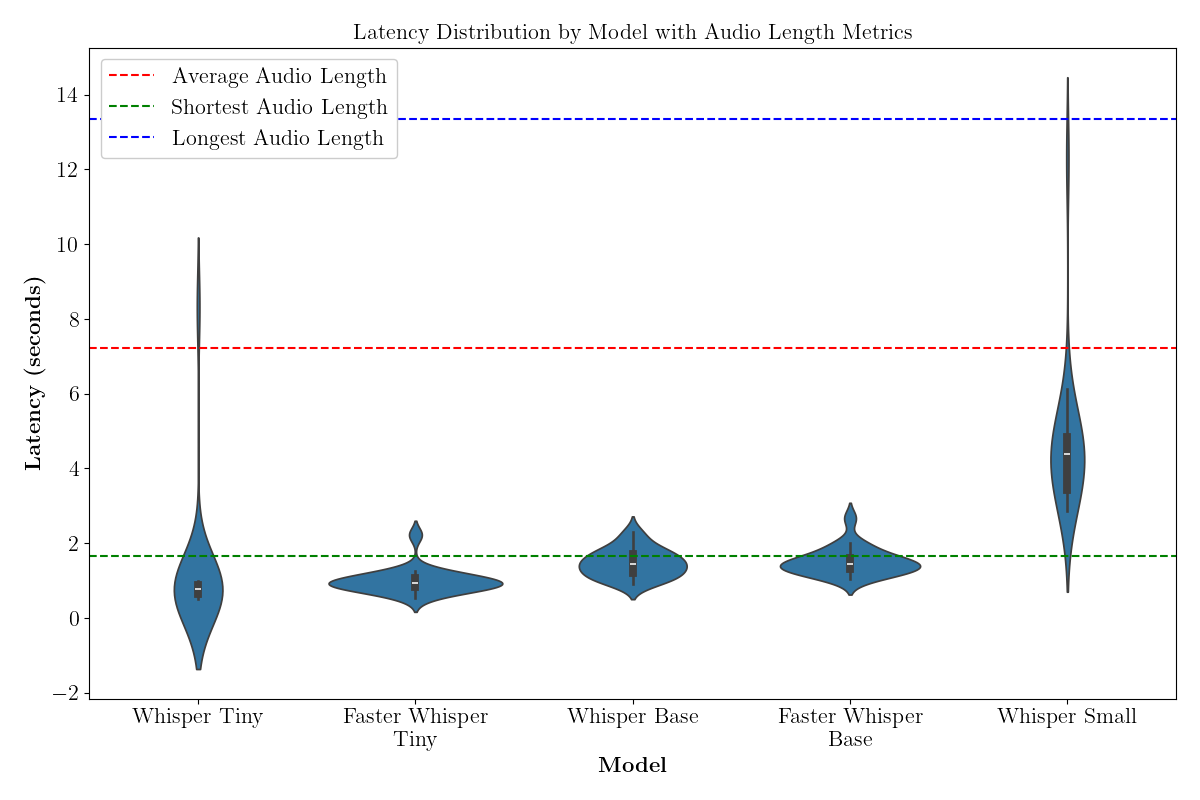 Latency Distribution by Model with Audio Length Metrics
Average Audio Length
Shortest Audio Length
Longest Audio Length
14
12
10
8
6
4
2
0
−2
Latency (seconds)
Whisper Tiny
Faster Whisper
Tiny
Whisper Base
Faster Whisper
Base
Whisper Small
Model